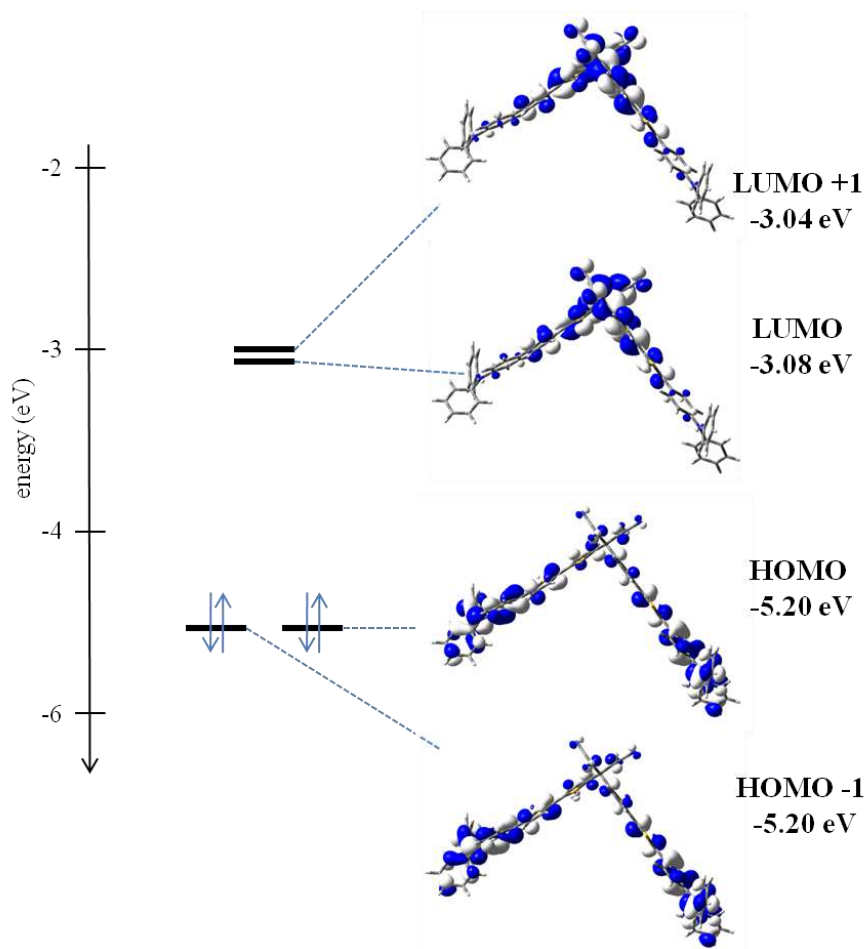 LUMO +1
-3.04 eV
LUMO
-3.08 eV
HOMO
-5.20 eV
HOMO -1
-5.20 eV
energy (eV)
-2
-3
-4
-6